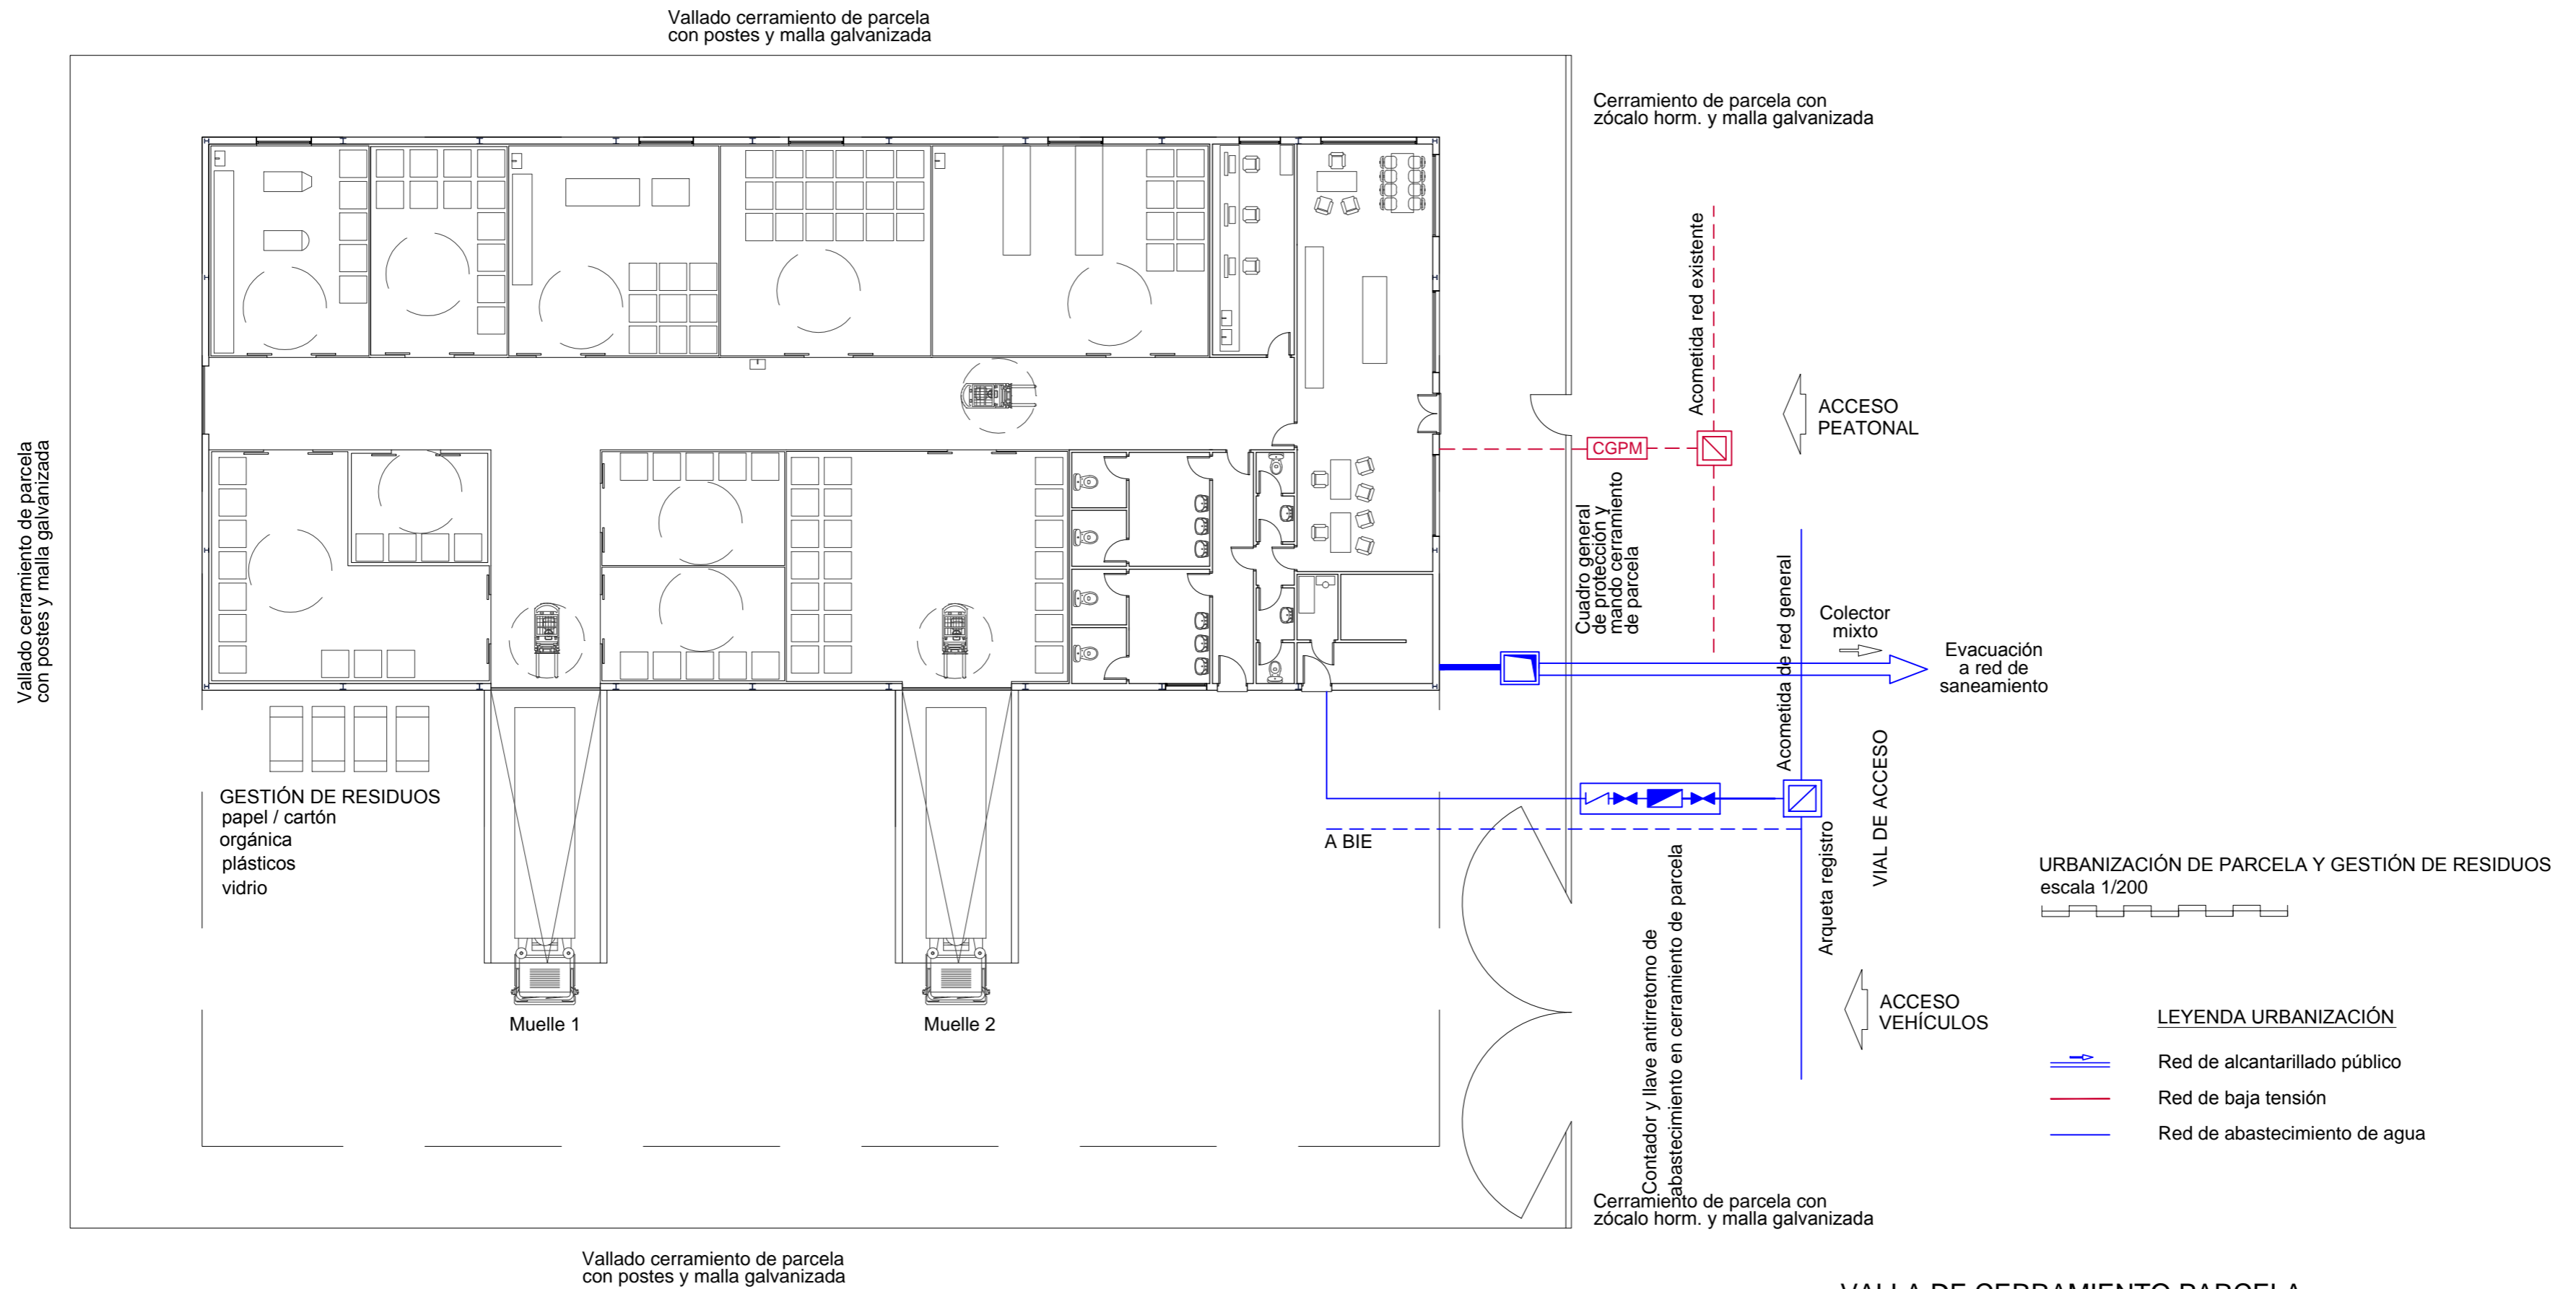 Vallado cerramiento de parcela
con postes y malla galvanizada
Cerramiento de parcela con
zócalo horm. y malla galvanizada
Vallado cerramiento de parcela
con postes y malla galvanizada
Acometida red existente
ACCESO
PEATONAL
CGPM
Cuadro general
de protección y
mando cerramiento
de parcela
Acometida de red general
Colector
mixto
Evacuación
a red de
saneamiento
VIAL DE ACCESO
GESTIÓN DE RESIDUOS
papel / cartón
orgánica
plásticos
vidrio
A BIE
Arqueta registro
Contador y llave antirretorno de
abastecimiento en cerramiento de parcela
URBANIZACIÓN DE PARCELA Y GESTIÓN DE RESIDUOS
escala 1/200
Muelle 1
Muelle 2
ACCESO
VEHÍCULOS
LEYENDA URBANIZACIÓN
Red de alcantarillado público
Red de baja tensión
Red de abastecimiento de agua
Cerramiento de parcela con
zócalo horm. y malla galvanizada
Vallado cerramiento de parcela
con postes y malla galvanizada
VALLA DE CERRAMIENTO PARCELA